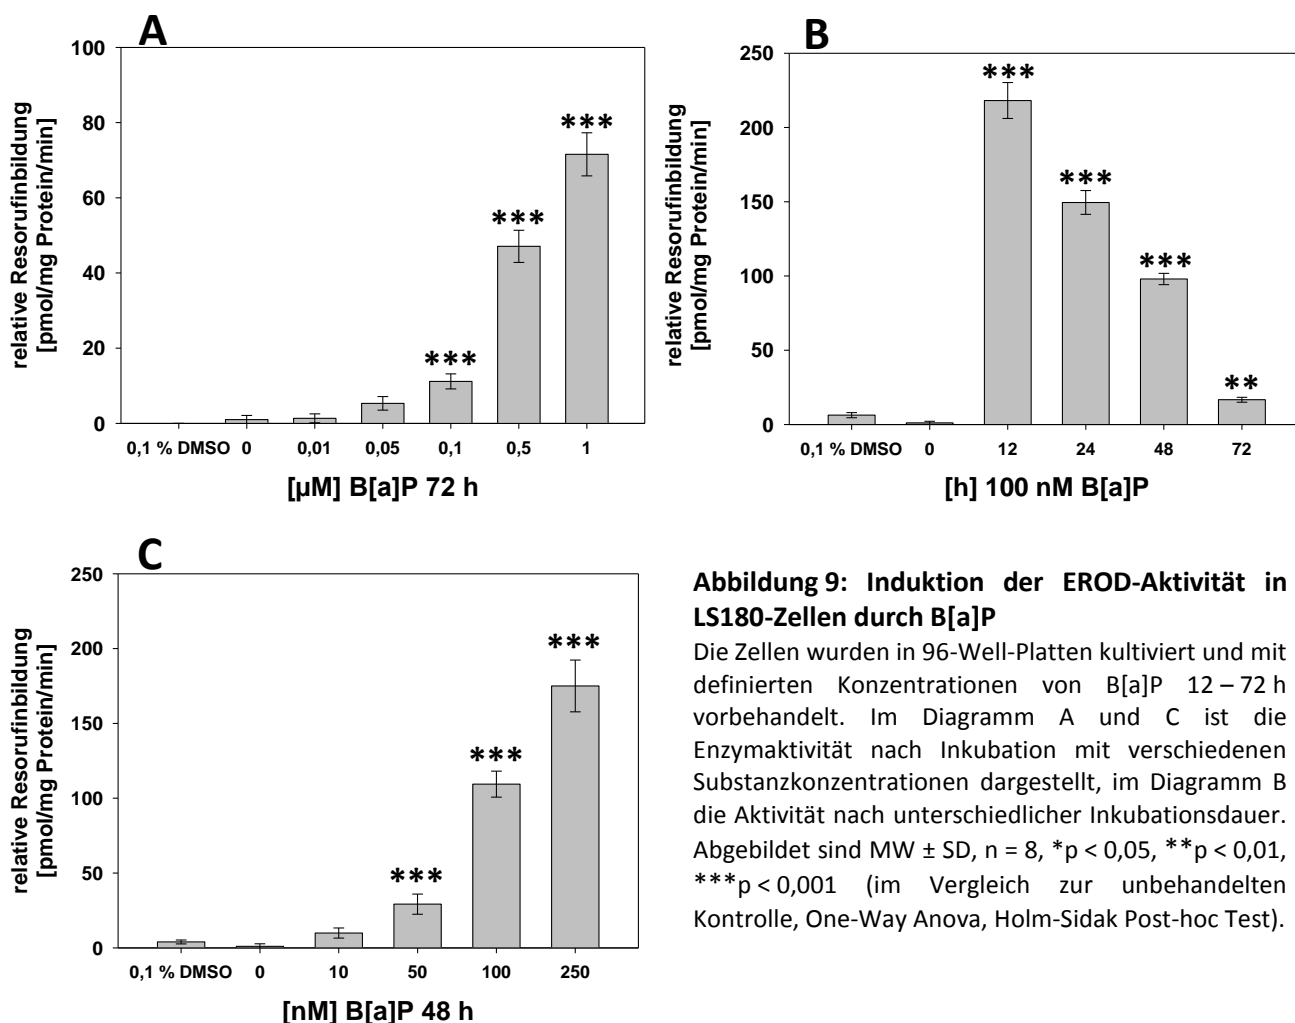 A
relative Resorufinbildung
[pmol/mg Protein/min]
100
80
60
40
20
0
***
***
***
0,1 % DMSO 0 0,01 0,05 0,1 0,5 1
[µM] B[a]P 72 h
B
relative Resorufinbildung
[pmol/mg Protein/min]
250
200
150
100
50
0
***
***
***
**
0,1 % DMSO 0 12 24 48 72
[h] 100 nM B[a]P
C
relative Resorufinbildung
[pmol/mg Protein/min]
250
200
150
100
50
0
***
***
***
0,1 % DMSO 0 10 50 100 250
[nM] B[a]P 48 h
Abbildung 9: Induktion der EROD-Aktivität in
LS180-Zellen durch B[a]P
Die Zellen wurden in 96-Well-Platten kultiviert und mit
definierten Konzentrationen von B[a]P 12 – 72 h
vorbehandelt. Im Diagramm A und C ist die
Enzymaktivität nach Inkubation mit verschiedenen
Substanzkonzentrationen dargestellt, im Diagramm B
die Aktivität nach unterschiedlicher Inkubationsdauer.
Abgebildet sind MW ± SD, n = 8, *p < 0,05, **p < 0,01,
***p < 0,001 (im Vergleich zur unbehandelten
Kontrolle, One-Way Anova, Holm-Sidak Post-hoc Test).